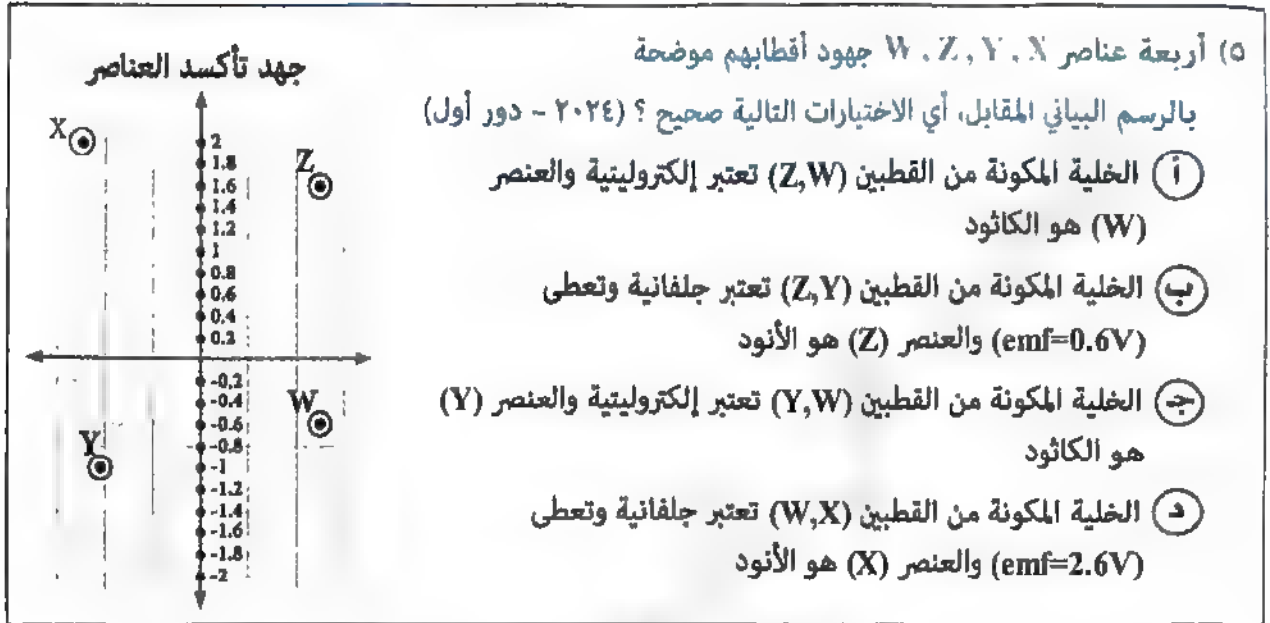 ٥) أربعة عناصر W , Z , Y , X جهود أقطابهم موضحة
بالرسم البياني المقابل، أي الاختيارات التالية صحيح ؟ (٢٠٢٤ - دور أول)
أ الخلية المكونة من القطبين (Z,W) تعتبر إلكتروليتية والعنصر
(W) هو الكاثود
ب الخلية المكونة من القطبين (Z,Y) تعتبر جلفانية وتعطى
(emf=0.6V) والعنصر (Z) هو الأنود
جـ الخلية المكونة من القطبين (Y,W) تعتبر إلكتروليتية والعنصر (Y)
هو الكاثود
د الخلية المكونة من القطبين (W,X) تعتبر جلفانية وتعطى
(emf=2.6V) والعنصر (X) هو الأنود
جهد تأكسد العناصر
X
Z
W
Y
2
1.8
1.6
1.4
1.2
1
0.8
0.6
0.4
0.2
-0.2
-0.4
-0.6
-0.8
-1
-1.2
-1.4
-1.6
-1.8
-2